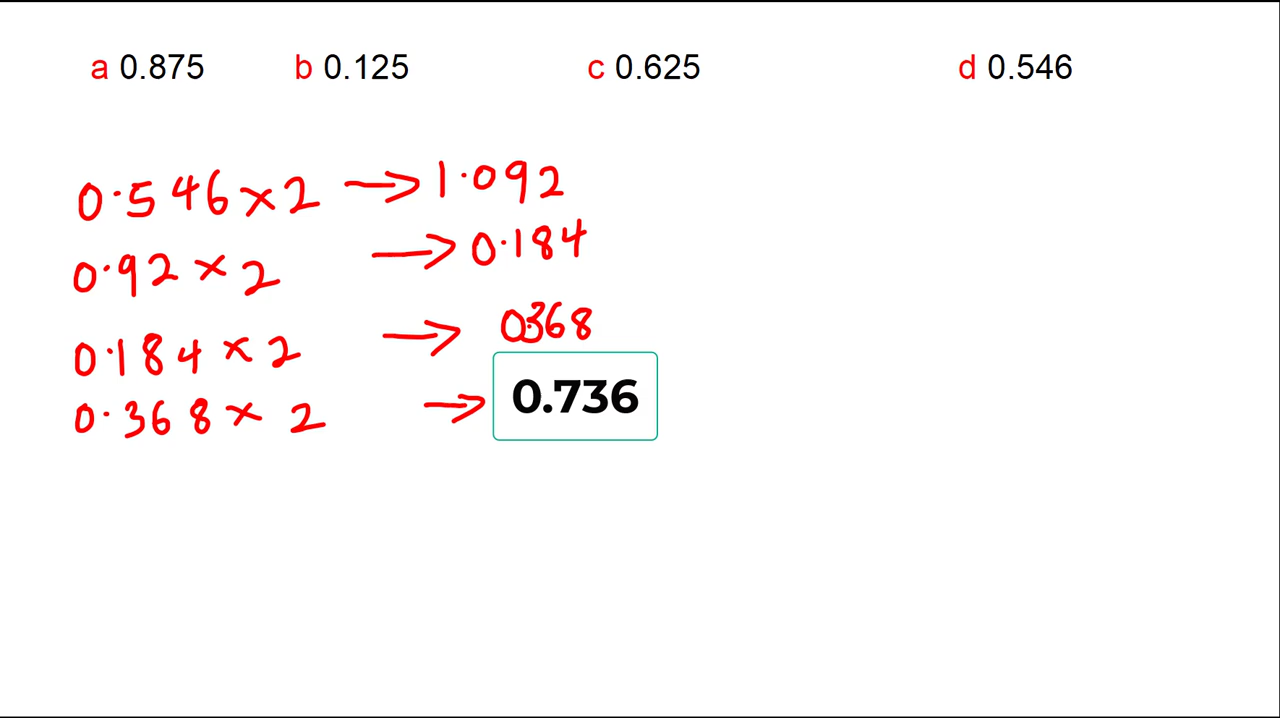 a 0.875 b 0.125 c 0.625 d 0.546
0.546 x 2 → 1.092
0.92 x 2 → 0.184
0.184 x 2 → 0.368
0.368 x 2 → 0.736